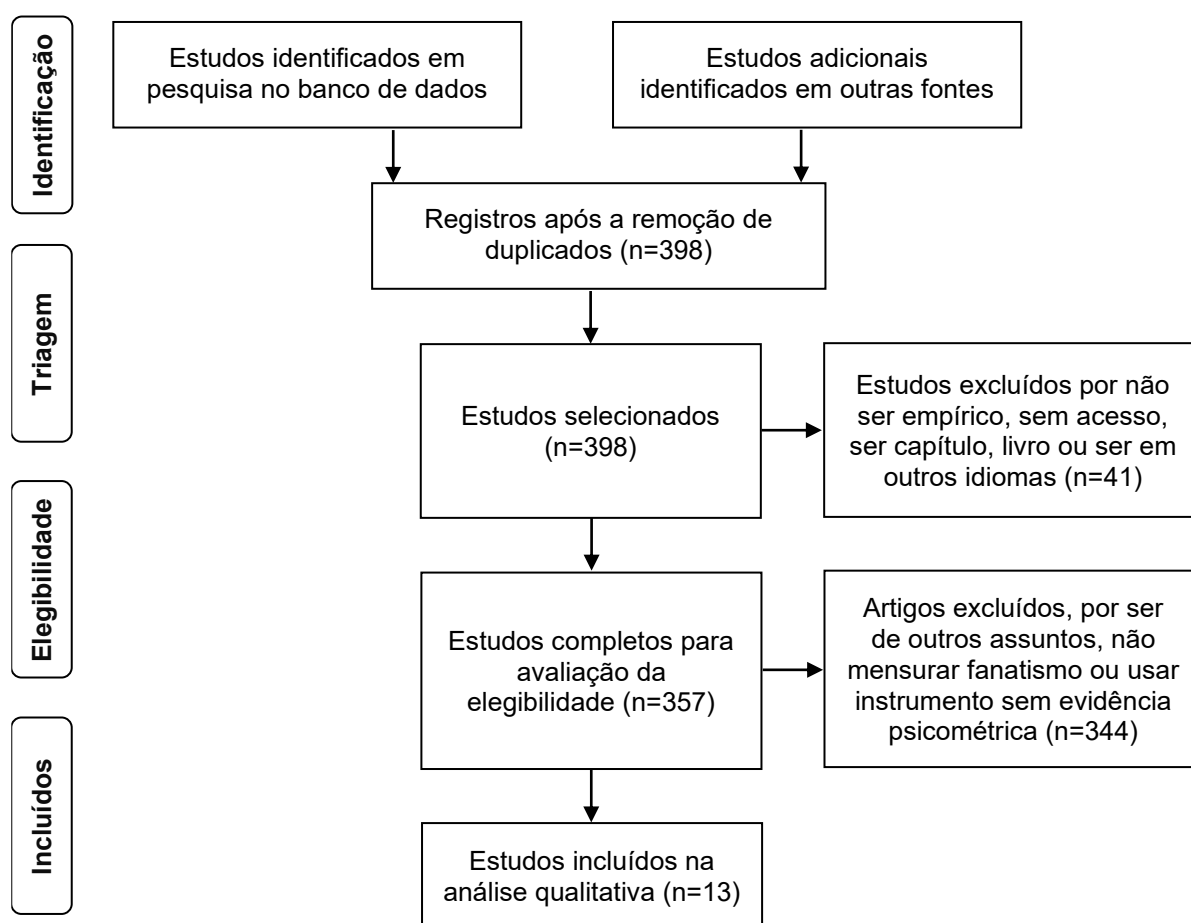 Identificação
Estudos identificados em
pesquisa no banco de dados
Estudos adicionais
identificados em outras fontes
Registros após a remoção de
duplicados (n=398)
Triagem
Estudos selecionados
(n=398)
Estudos excluídos por não
ser empírico, sem acesso,
ser capítulo, livro ou ser em
outros idiomas (n=41)
Elegibilidade
Estudos completos para
avaliação da
elegibilidade (n=357)
Artigos excluídos, por ser
de outros assuntos, não
mensurar fanatismo ou usar
instrumento sem evidência
psicométrica (n=344)
Incluídos
Estudos incluídos na
análise qualitativa (n=13)